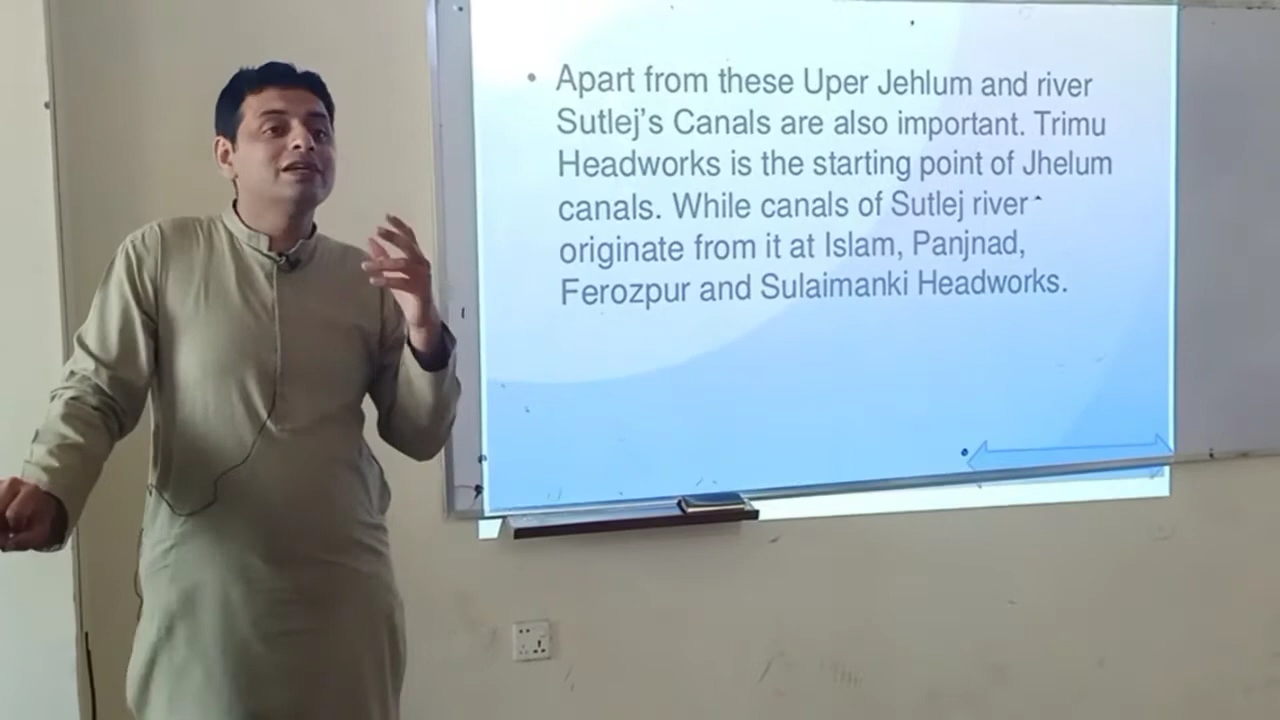 • Apart from these Uper Jehlum and river
Sutlej's Canals are also important. Trimu
Headworks is the starting point of Jhelum
canals. While canals of Sutlej river
originate from it at Islam, Panjnad,
Ferozpur and Sulaimanki Headworks.